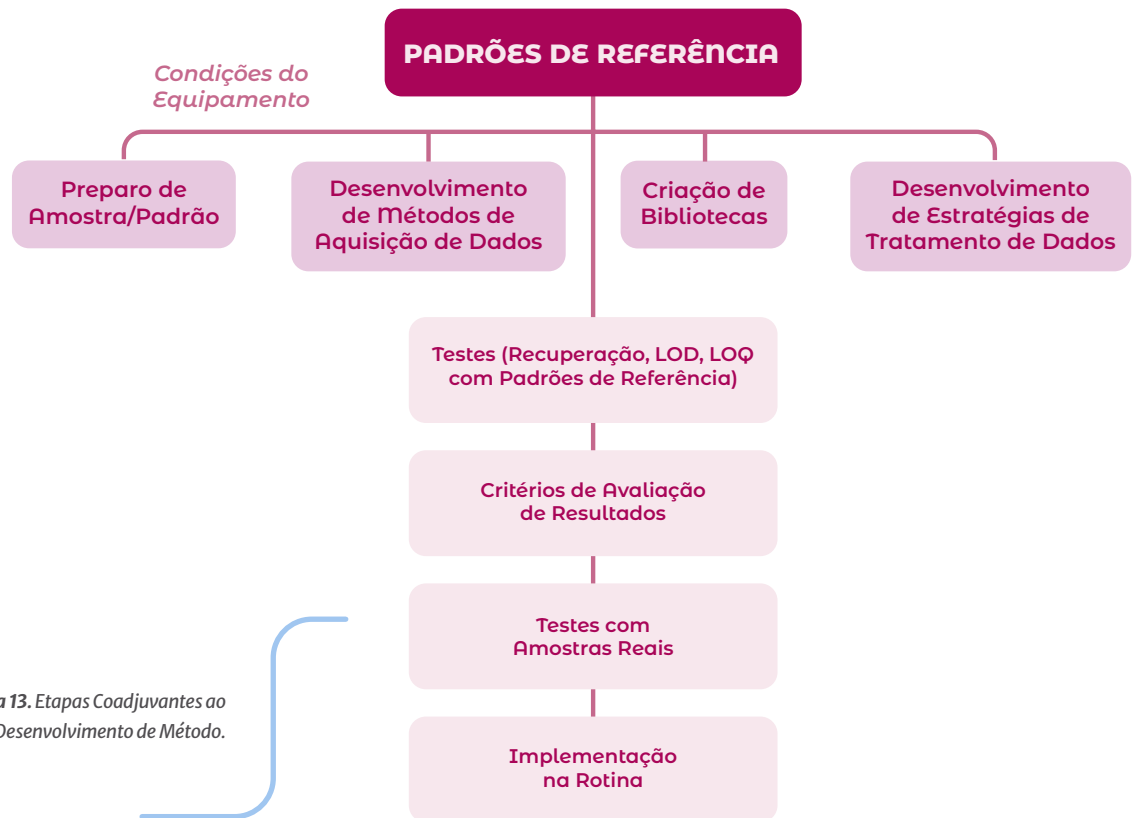 PADRÕES DE REFERÊNCIA
Condições do
Equipamento
Preparo de
Amostra/Padrão
Desenvolvimento
de Métodos de
Aquisição de Dados
Criação de
Bibliotecas
Desenvolvimento
de Estratégias de
Tratamento de Dados
Testes (Recuperação, LOD, LOQ
com Padrões de Referência)
Critérios de Avaliação
de Resultados
Testes com
Amostras Reais
a 13. Etapas Coadjuvantes ao
Desenvolvimento de Método.
Implementação
na Rotina